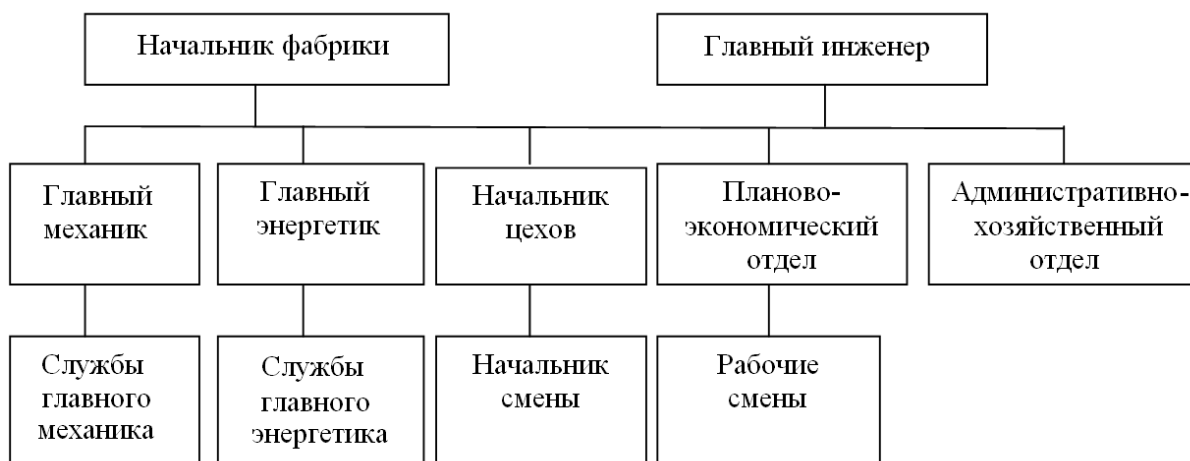 Начальник фабрики
Главный инженер
Главный
механик
Главный
энергетик
Начальник
цехов
Планово-
экономический
отдел
Административно-
хозяйственный
отдел
Службы
главного
механика
Службы
главного
энергетика
Начальник
смены
Рабочие
смены